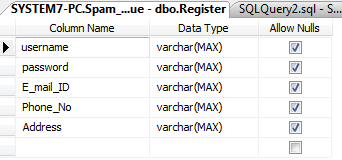 SYSTEM7-PC.Spam_...ue - dbo.Register SQLQuery2.sql - S...
Column Name Data Type Allow Nulls
username varchar(MAX)
password varchar(MAX)
E_mail_ID varchar(MAX)
Phone_No varchar(MAX)
Address varchar(MAX)